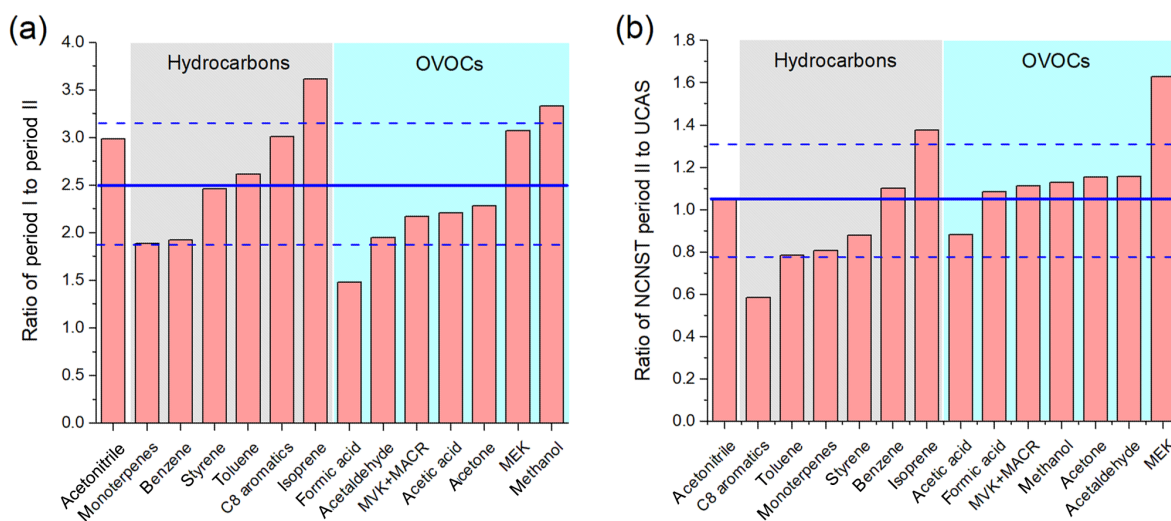 (a)
Ratio of period I to period II
4.0
3.5
3.0
2.5
2.0
1.5
1.0
0.5
0.0
Hydrocarbons
OVOCs
Acetonitrile
Monoterpenes
Benzene
Styrene
Toluene
C8 aromatics
Isoprene
Formic acid
Acetaldehyde
MVK+MACR
Acetic acid
Acetone
MEK
Methanol
(b)
Ratio of NCNST period II to UCAS
1.8
1.6
1.4
1.2
1.0
0.8
0.6
0.4
0.2
0.0
Hydrocarbons
OVOCs
Acetonitrile
C8 aromatics
Toluene
Monoterpenes
Styrene
Benzene
Isoprene
Acetic acid
Formic acid
MVK+MACR
Methanol
Acetone
Acetaldehyde
MEK